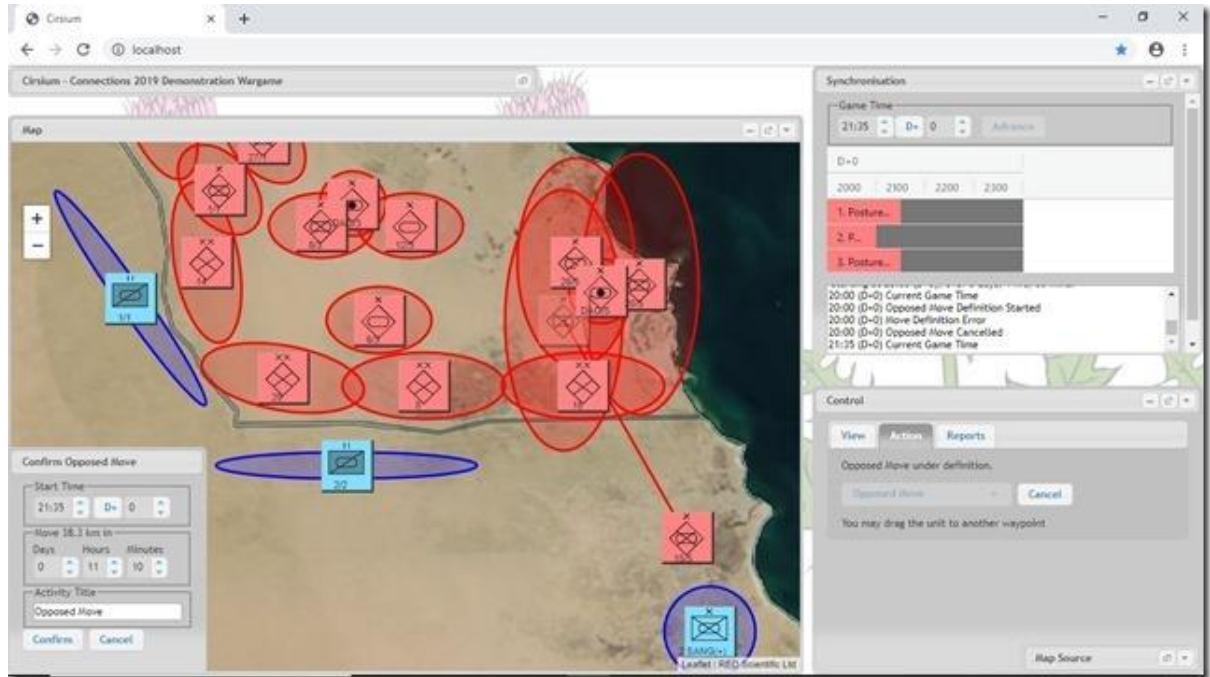 Cirsium
localhost
Cirsium - Connections 2019 Demonstration Wargame
Map
11
1/1
11
2/2
2 SANG(+)
Leaflet | REQ Scientific Ltd
Confirm Opposed Move
Start Time
21:35 D+ 0
Move 38.3 km in
Days Hours Minutes
0 11 10
Activity Title
Opposed Move
Confirm Cancel
Synchronisation
Game Time
21:35 D+ 0 Advance
D+0
2000 2100 2200 2300
1. Posture...
2. P...
3. Posture...
20:00 (D+0) Current Game Time
20:00 (D+0) Opposed Move Definition Started
20:00 (D+0) Move Definition Error
20:00 (D+0) Opposed Move Cancelled
21:35 (D+0) Current Game Time
Control
View Action Reports
Opposed Move under definition.
Opposed Move Cancel
You may drag the unit to another waypoint
Map Source